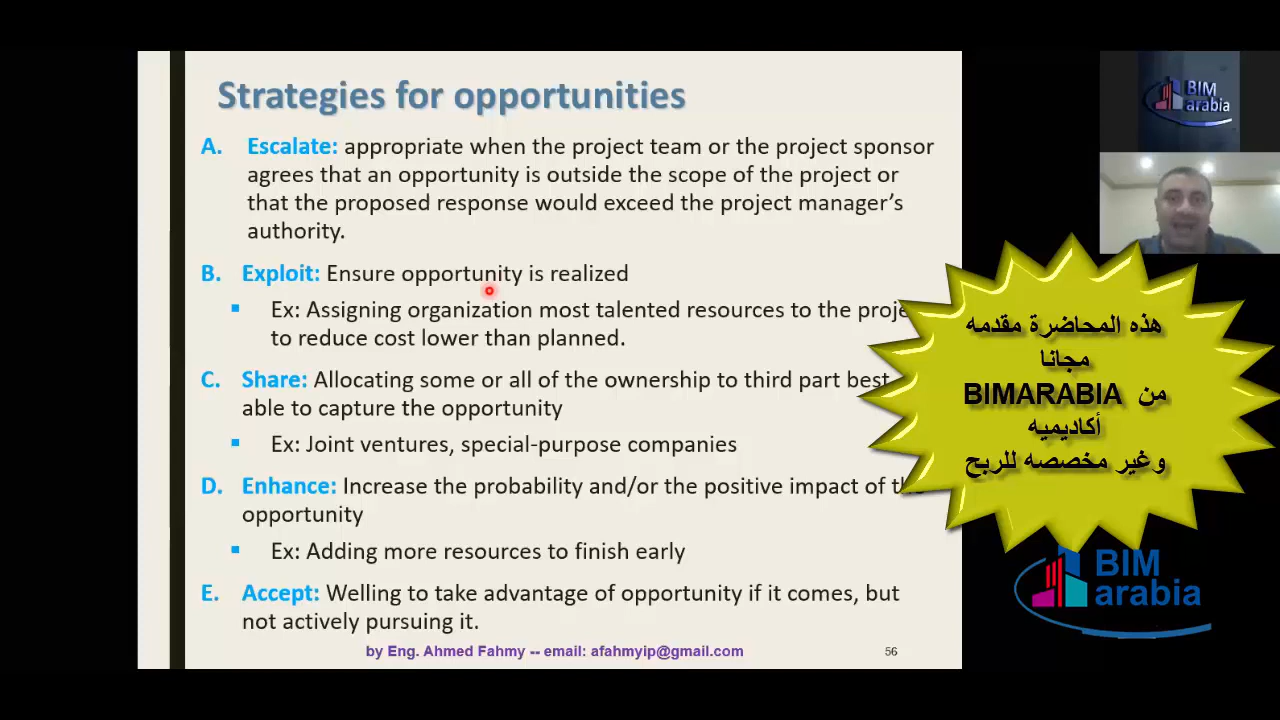 Strategies for opportunities
A. Escalate: appropriate when the project team or the project sponsor
agrees that an opportunity is outside the scope of the project or
that the proposed response would exceed the project manager's
authority.
B. Exploit: Ensure opportunity is realized
Ex: Assigning organization most talented resources to the
to reduce cost lower than planned.
C. Share: Allocating some or all of the ownership to third part best
able to capture the opportunity
Ex: Joint ventures, special-purpose companies
D. Enhance: Increase the probability and/or the positive impact of
opportunity
Ex: Adding more resources to finish early
E. Accept: Welling to take advantage of opportunity if it comes, but
not actively pursuing it.
by Eng. Ahmed Fahmy -- email: afahmyip@gmail.com
56
BIM
arabia
هذه المحاضرة مقدمه
مجانا
من BIMARABIA
أكاديميه
وغير مخصصه للربح
BIM
arabia